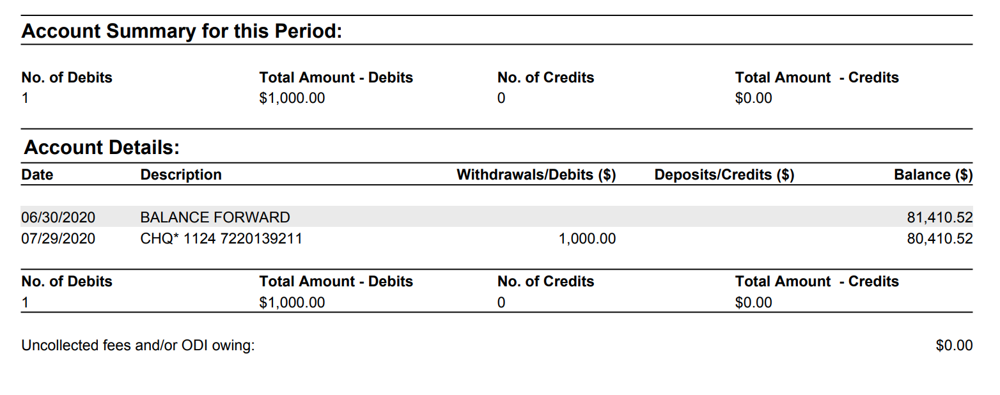 Account Summary for this Period:
No. of Debits Total Amount - Debits No. of Credits Total Amount - Credits
1 $1,000.00 0 $0.00
Account Details:
Date Description Withdrawals/Debits ($) Deposits/Credits ($) Balance ($)
06/30/2020 BALANCE FORWARD 81,410.52
07/29/2020 CHQ* 1124 7220139211 1,000.00 80,410.52
No. of Debits Total Amount - Debits No. of Credits Total Amount - Credits
1 $1,000.00 0 $0.00
Uncollected fees and/or ODI owing: $0.00